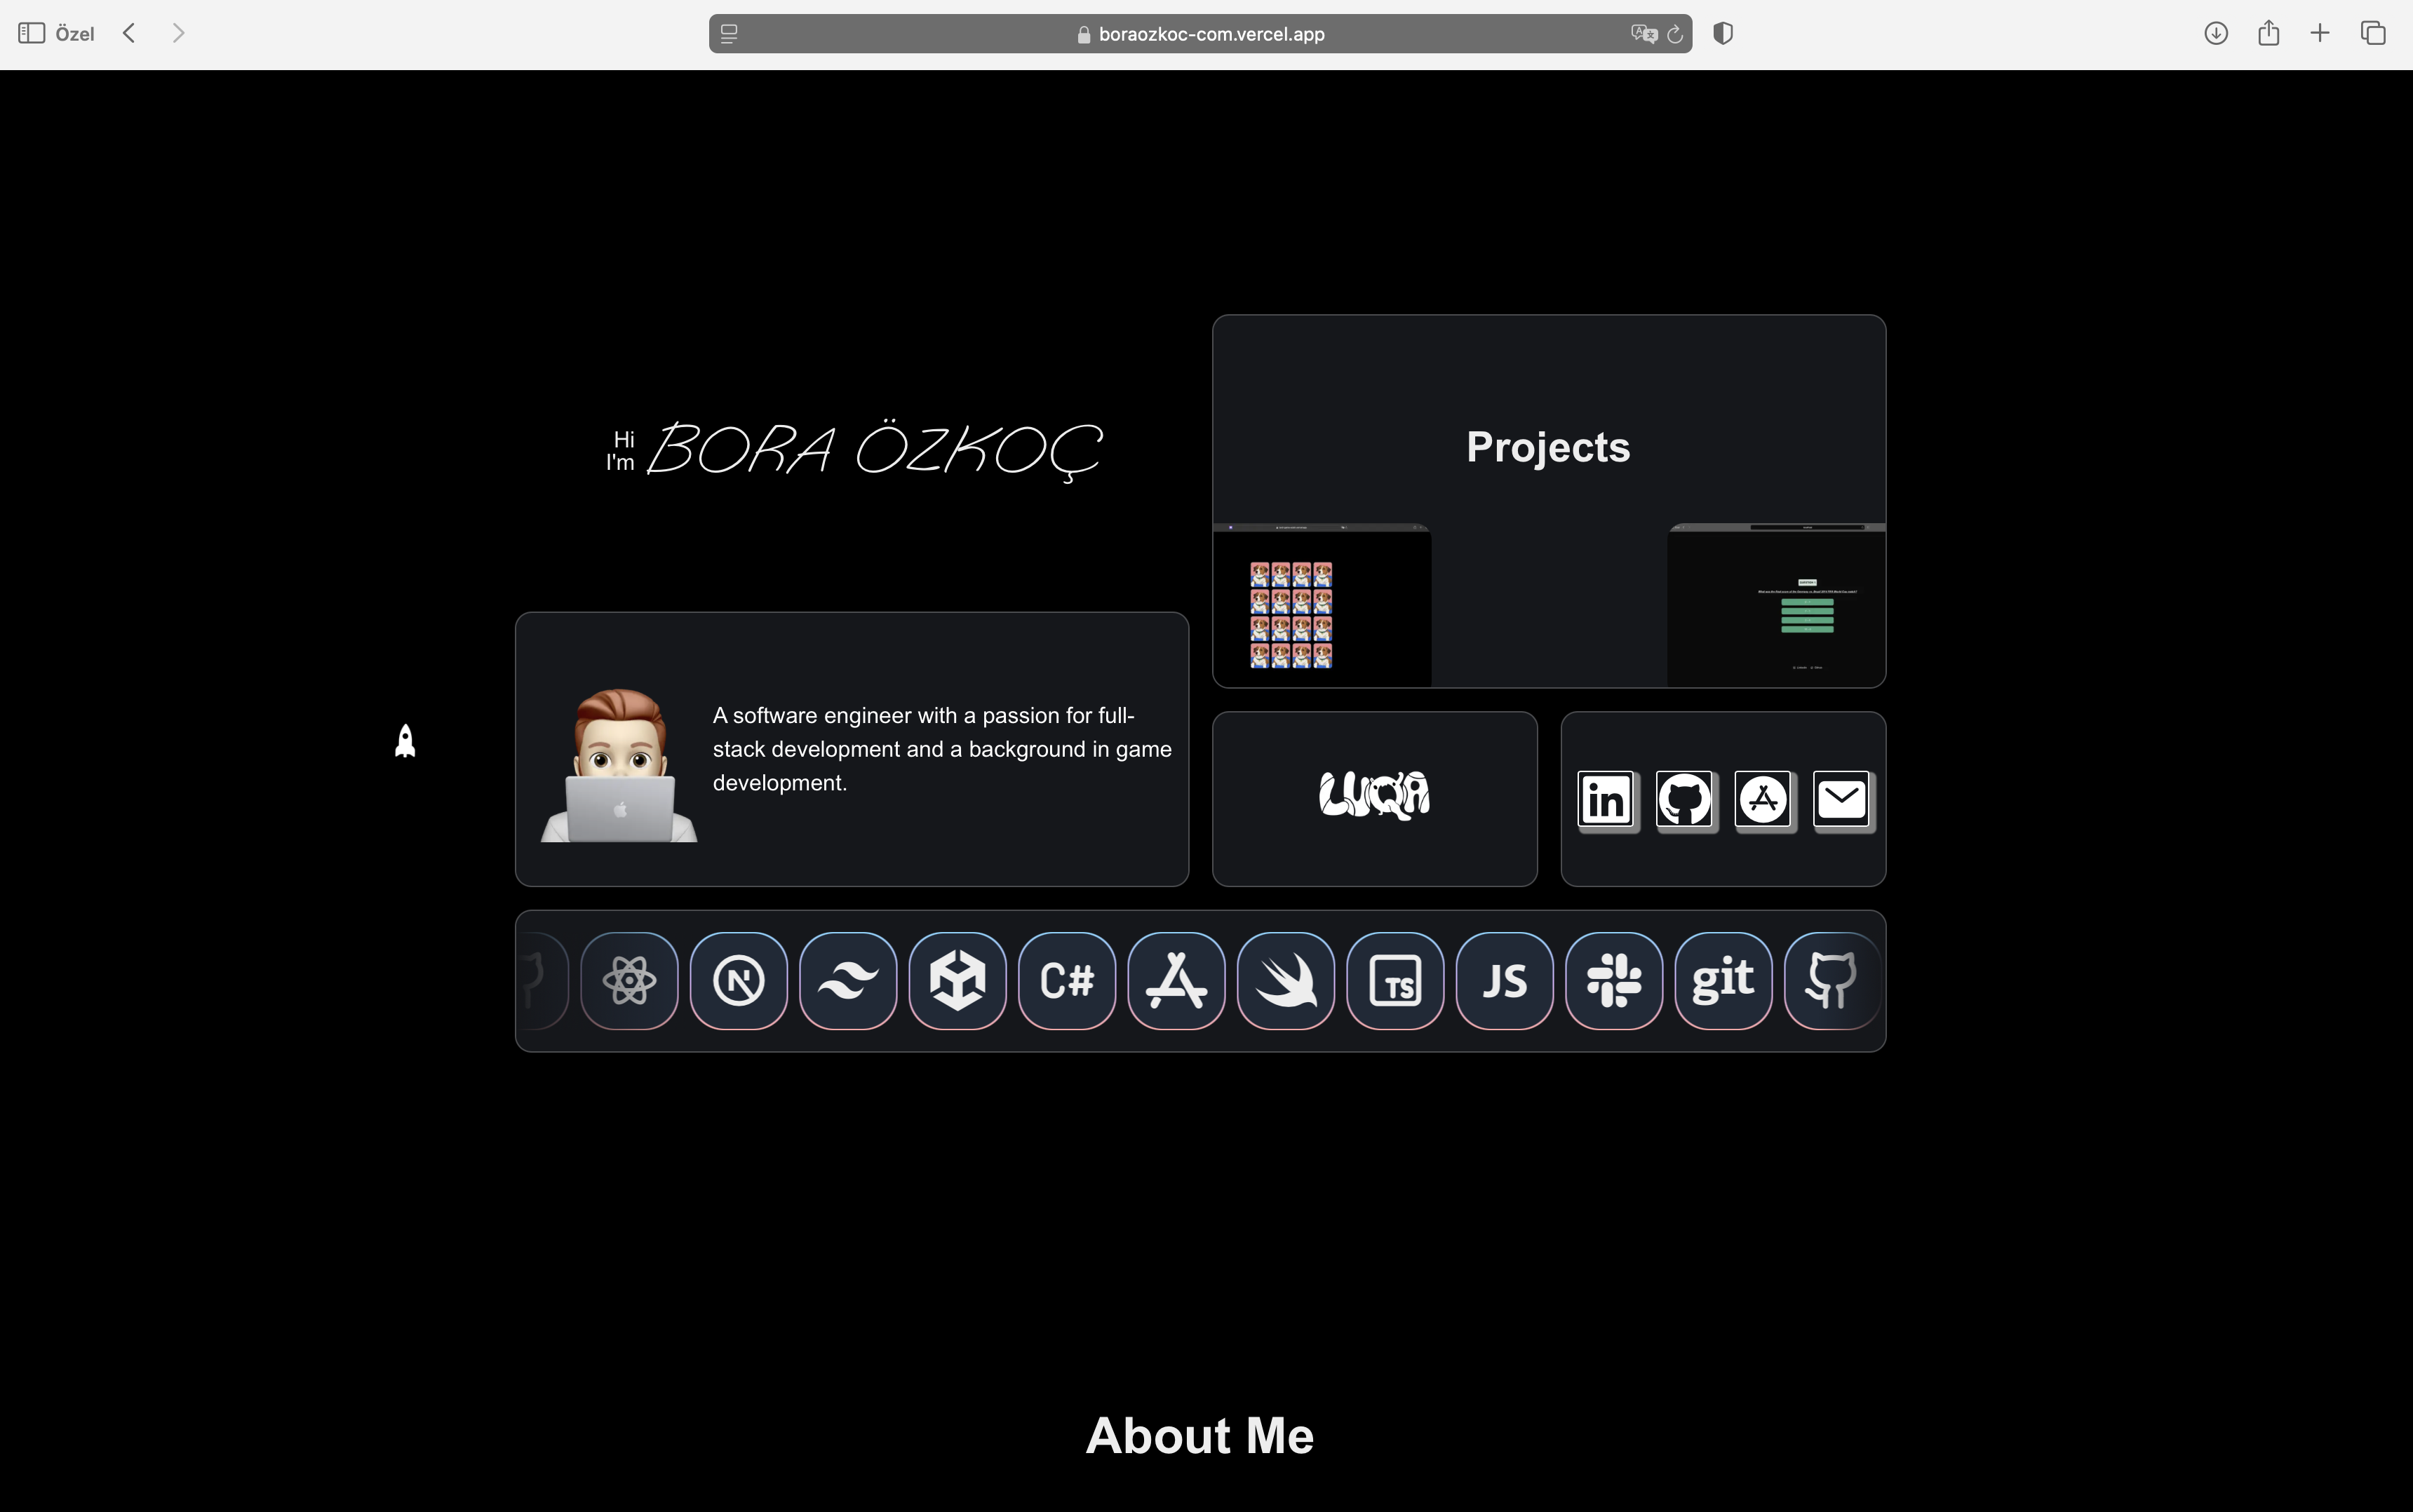 Özel
boraozkoc-com.vercel.app
Hi
I'm
BORA ÖZKOÇ
Projects
A software engineer with a passion for full-
stack development and a background in game
development.
LUQA
in
N
C#
TS
JS
git
About Me